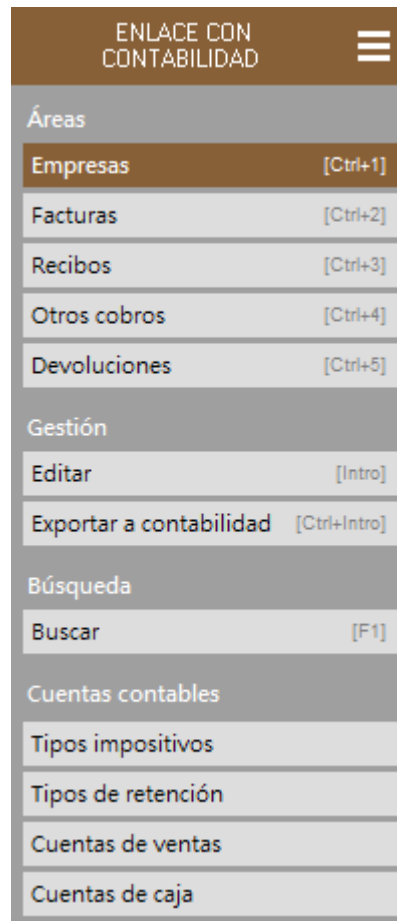 ENLACE CON
CONTABILIDAD
Áreas
Empresas [Ctrl+1]
Facturas [Ctrl+2]
Recibos [Ctrl+3]
Otros cobros [Ctrl+4]
Devoluciones [Ctrl+5]
Gestión
Editar [Intro]
Exportar a contabilidad [Ctrl+Intro]
Búsqueda
Buscar [F1]
Cuentas contables
Tipos impositivos
Tipos de retención
Cuentas de ventas
Cuentas de caja